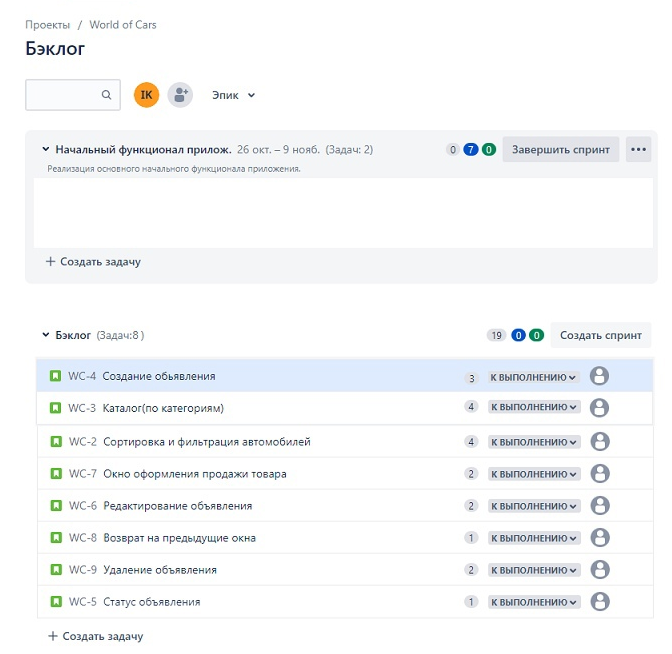 Проекты / World of Cars
Бэклог
IK Эпик
Начальный функционал прилож. 26 окт. – 9 нояб. (Задач: 2) 0 7 0 Завершить спринт •••
Реализация основного начального функционала приложения.
+ Создать задачу
Бэклог (Задач:8) 19 0 0 Создать спринт
WC-4 Создание обьявления 3 К ВЫПОЛНЕНИЮ
WC-3 Каталог(по категориям) 4 К ВЫПОЛНЕНИЮ
WC-2 Сортировка и фильтрация автомобилей 4 К ВЫПОЛНЕНИЮ
WC-7 Окно оформления продажи товара 2 К ВЫПОЛНЕНИЮ
WC-6 Редактирование объявления 2 К ВЫПОЛНЕНИЮ
WC-8 Возврат на предыдущие окна 1 К ВЫПОЛНЕНИЮ
WC-9 Удаление объявления 2 К ВЫПОЛНЕНИЮ
WC-5 Статус объявления 1 К ВЫПОЛНЕНИЮ
+ Создать задачу